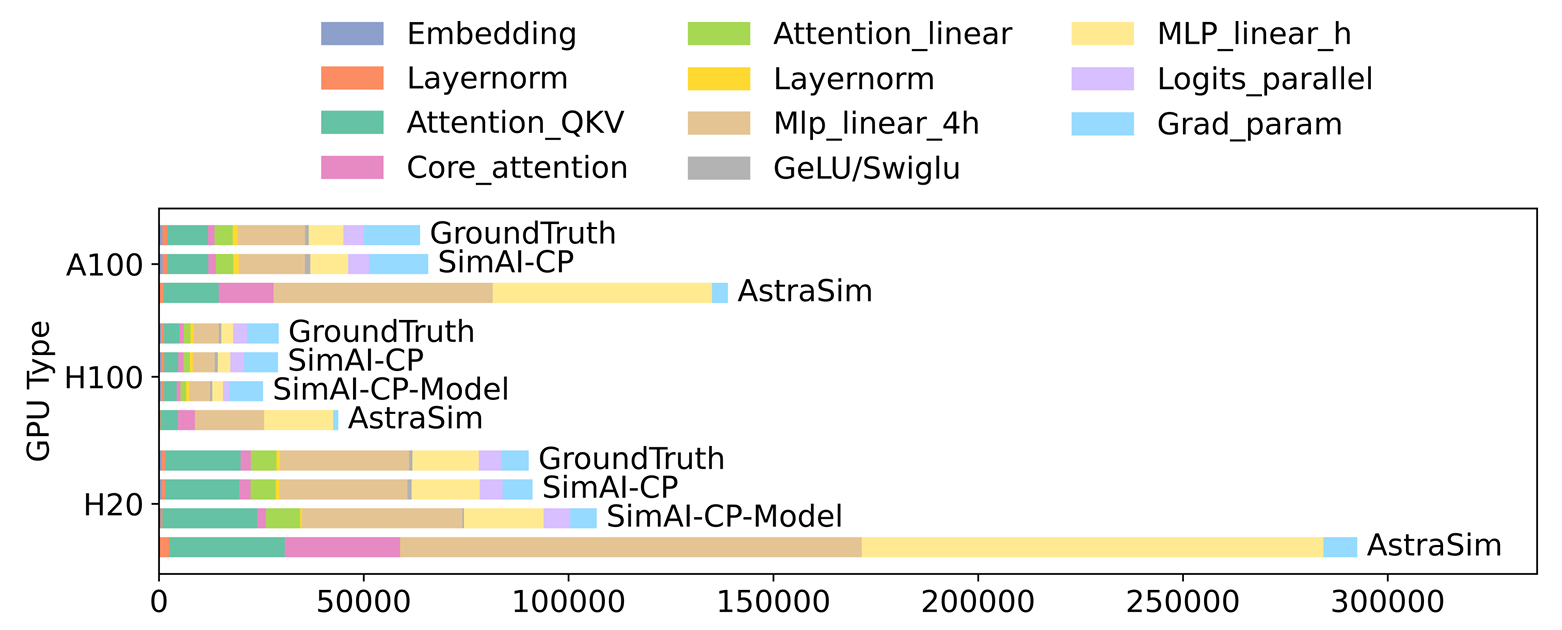 Embedding
Layernorm
Attention_QKV
Core_attention
Attention_linear
Layernorm
Mlp_linear_4h
GeLU/Swiglu
MLP_linear_h
Logits_parallel
Grad_param
GPU Type
A100
GroundTruth
SimAI-CP
AstraSim
H100
GroundTruth
SimAI-CP
SimAI-CP-Model
AstraSim
H20
GroundTruth
SimAI-CP
SimAI-CP-Model
AstraSim
0 50000 100000 150000 200000 250000 300000